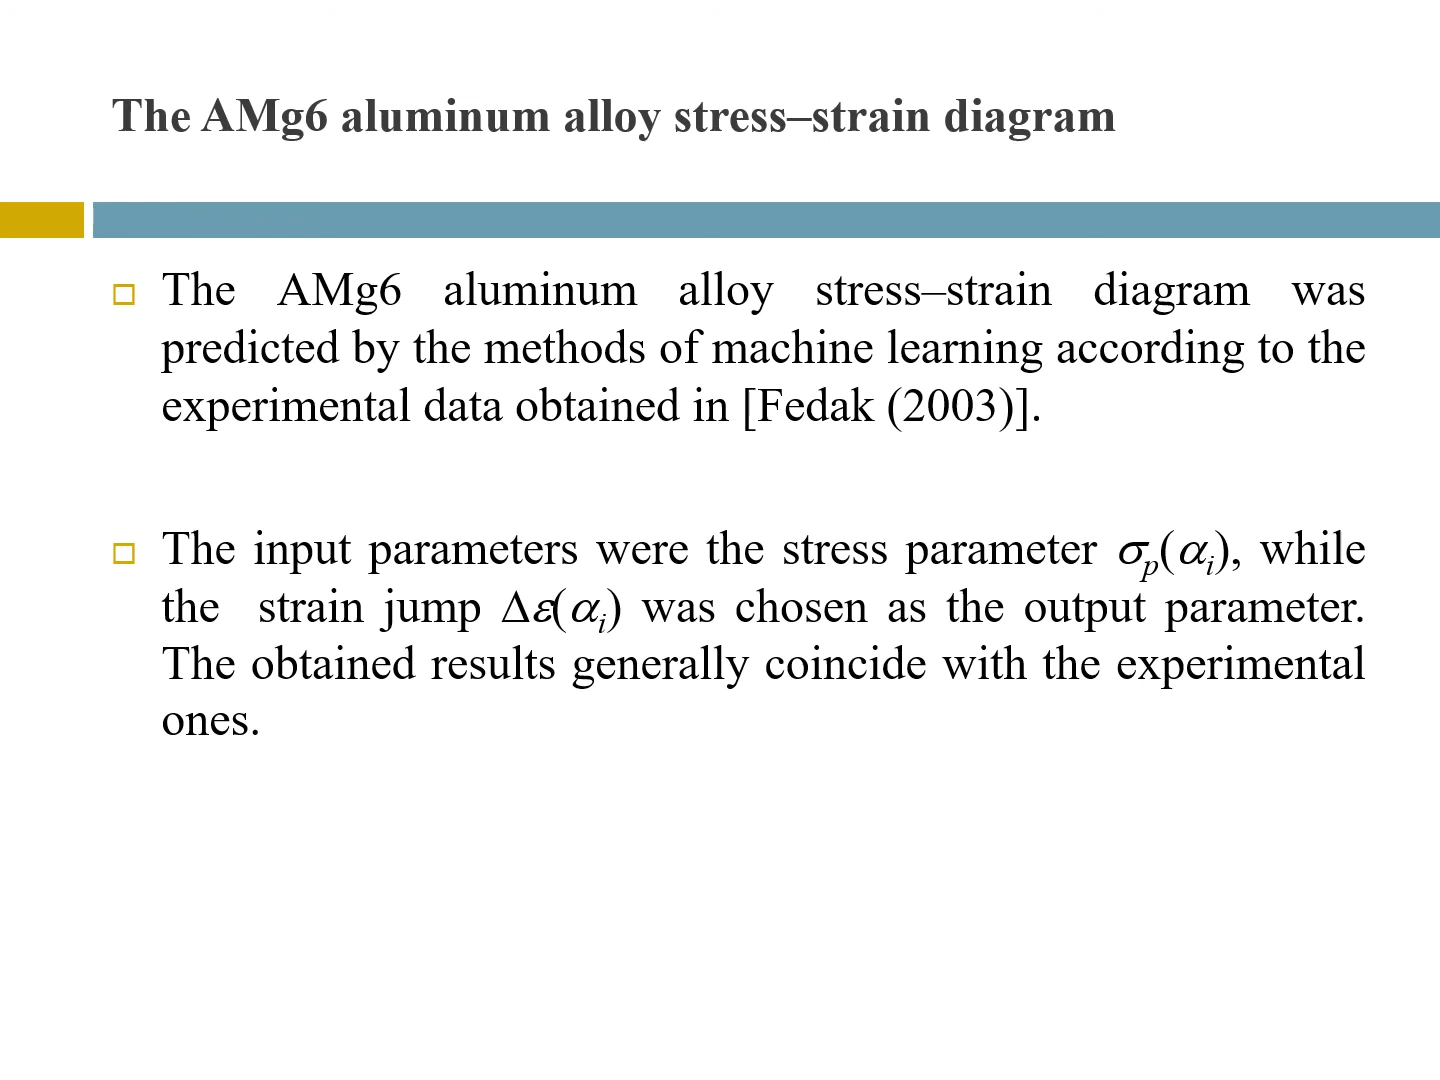 The AMg6 aluminum alloy stress–strain diagram
The AMg6 aluminum alloy stress–strain diagram was
predicted by the methods of machine learning according to the
experimental data obtained in [Fedak (2003)].
The input parameters were the stress parameter σp(αi), while
the strain jump Δε(αi) was chosen as the output parameter.
The obtained results generally coincide with the experimental
ones.